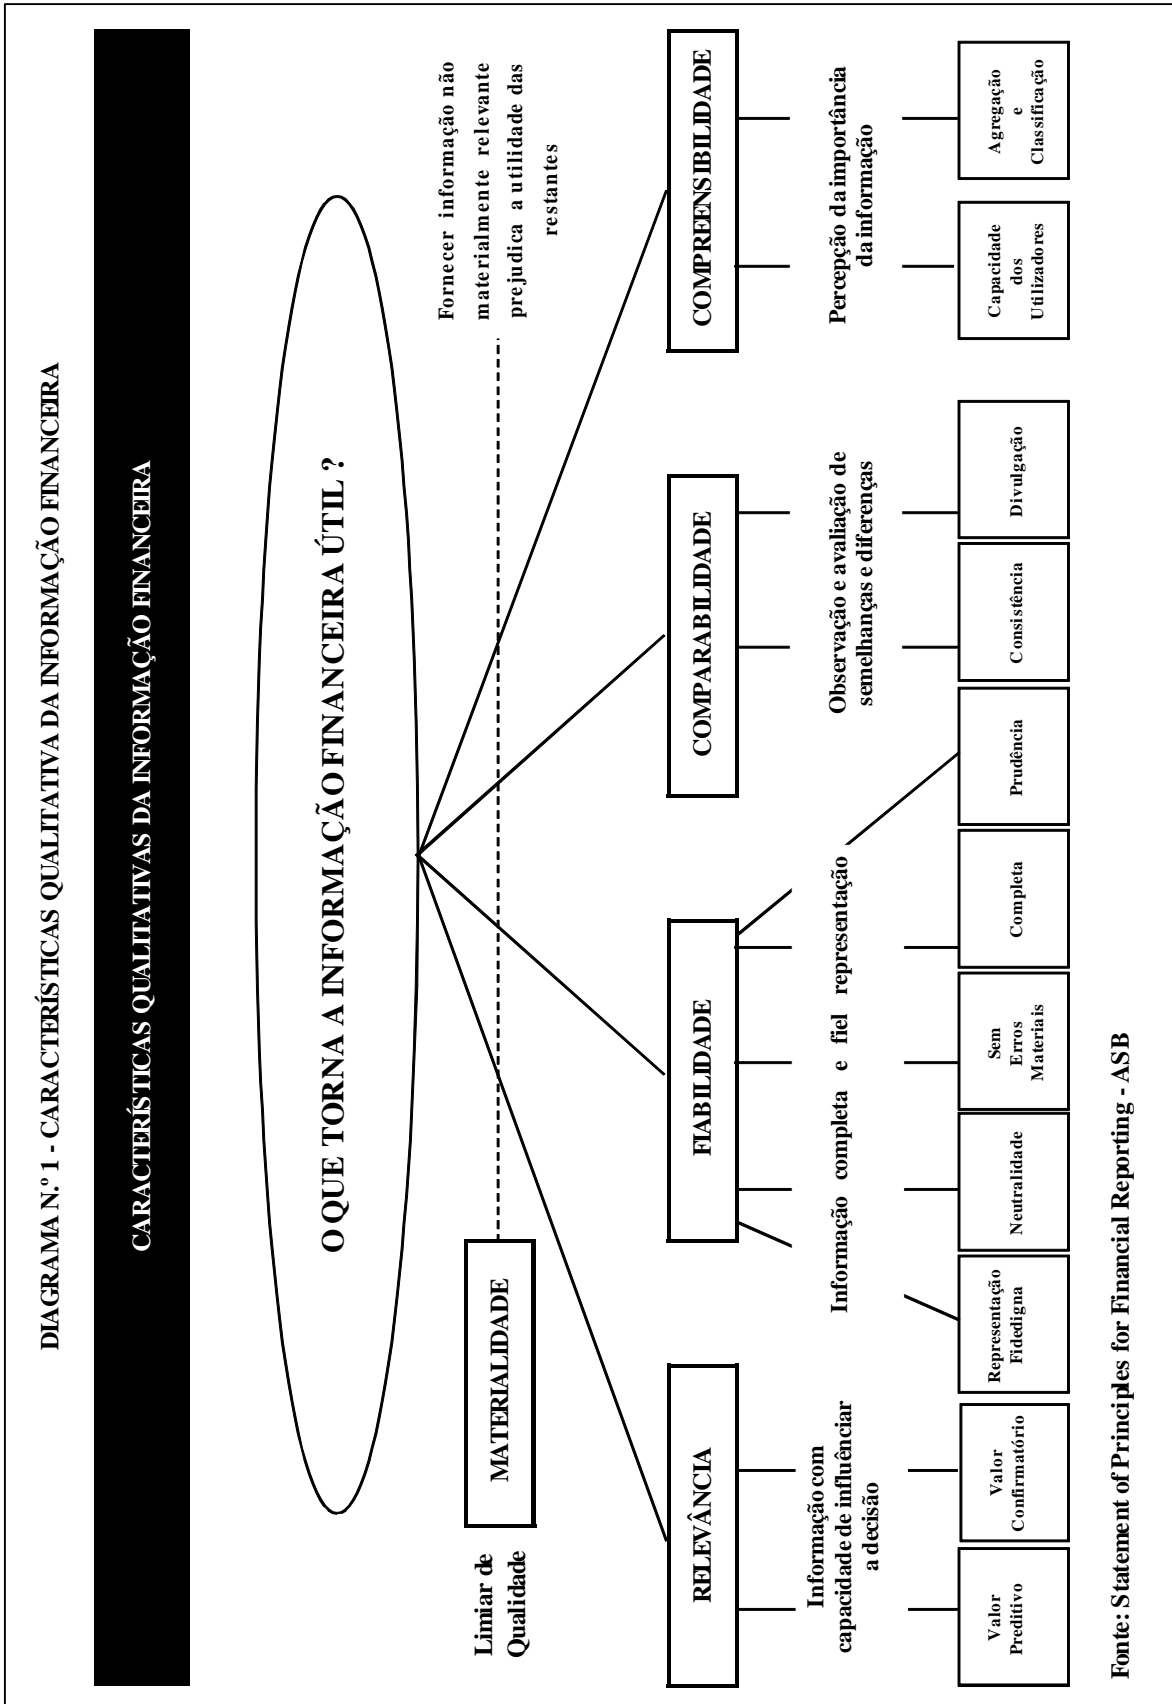 DIAGRAMA N.º 1 - CARACTERÍSTICAS QUALITATIVA DA INFORMAÇÃO FINANCEIRA
CARACTERÍSTICAS QUALITATIVAS DA INFORMAÇÃO FINANCEIRA
O QUE TORNA A INFORMAÇÃO FINANCEIRA ÚTIL ?
Limiar de
Qualidade
MATERIALIDADE
Fornecer informação não
materialmente relevante
prejudica a utilidade das
restantes
RELEVÂNCIA
FIABILIDADE
COMPARABILIDADE
COMPREENSIBILIDADE
Informação com
capacidade de influênciar
a decisão
Informação completa e fiel representação
Observação e avaliação de
semelhanças e diferenças
Percepção da importância
da informação
Valor
Preditivo
Valor
Confirmatório
Representação
Fidedigna
Neutralidade
Sem
Erros
Materiais
Completa
Prudência
Consistência
Divulgação
Capacidade
dos
Utilizadores
Agregação
e
Classificação
Fonte: Statement of Principles for Financial Reporting - ASB